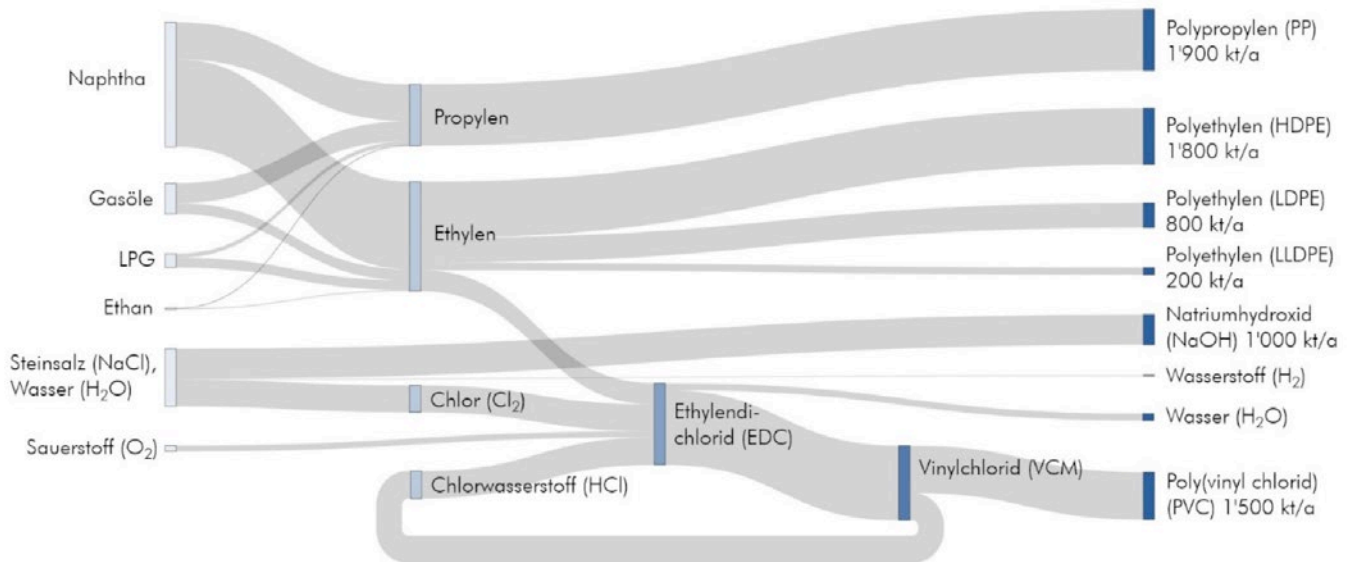 Naphtha
Gasöle
LPG
Ethan
Steinsalz (NaCl),
Wasser (H₂O)
Sauerstoff (O₂)
Propylen
Ethylen
Chlor (Cl₂)
Chlorwasserstoff (HCl)
Ethylendi-
chlorid (EDC)
Vinylchlorid (VCM)
Polypropylen (PP)
1'900 kt/a
Polyethylen (HDPE)
1'800 kt/a
Polyethylen (LDPE)
800 kt/a
Polyethylen (LLDPE)
200 kt/a
Natriumhydroxid
(NaOH) 1'000 kt/a
Wasserstoff (H₂)
Wasser (H₂O)
Poly(vinyl chlorid)
(PVC) 1'500 kt/a